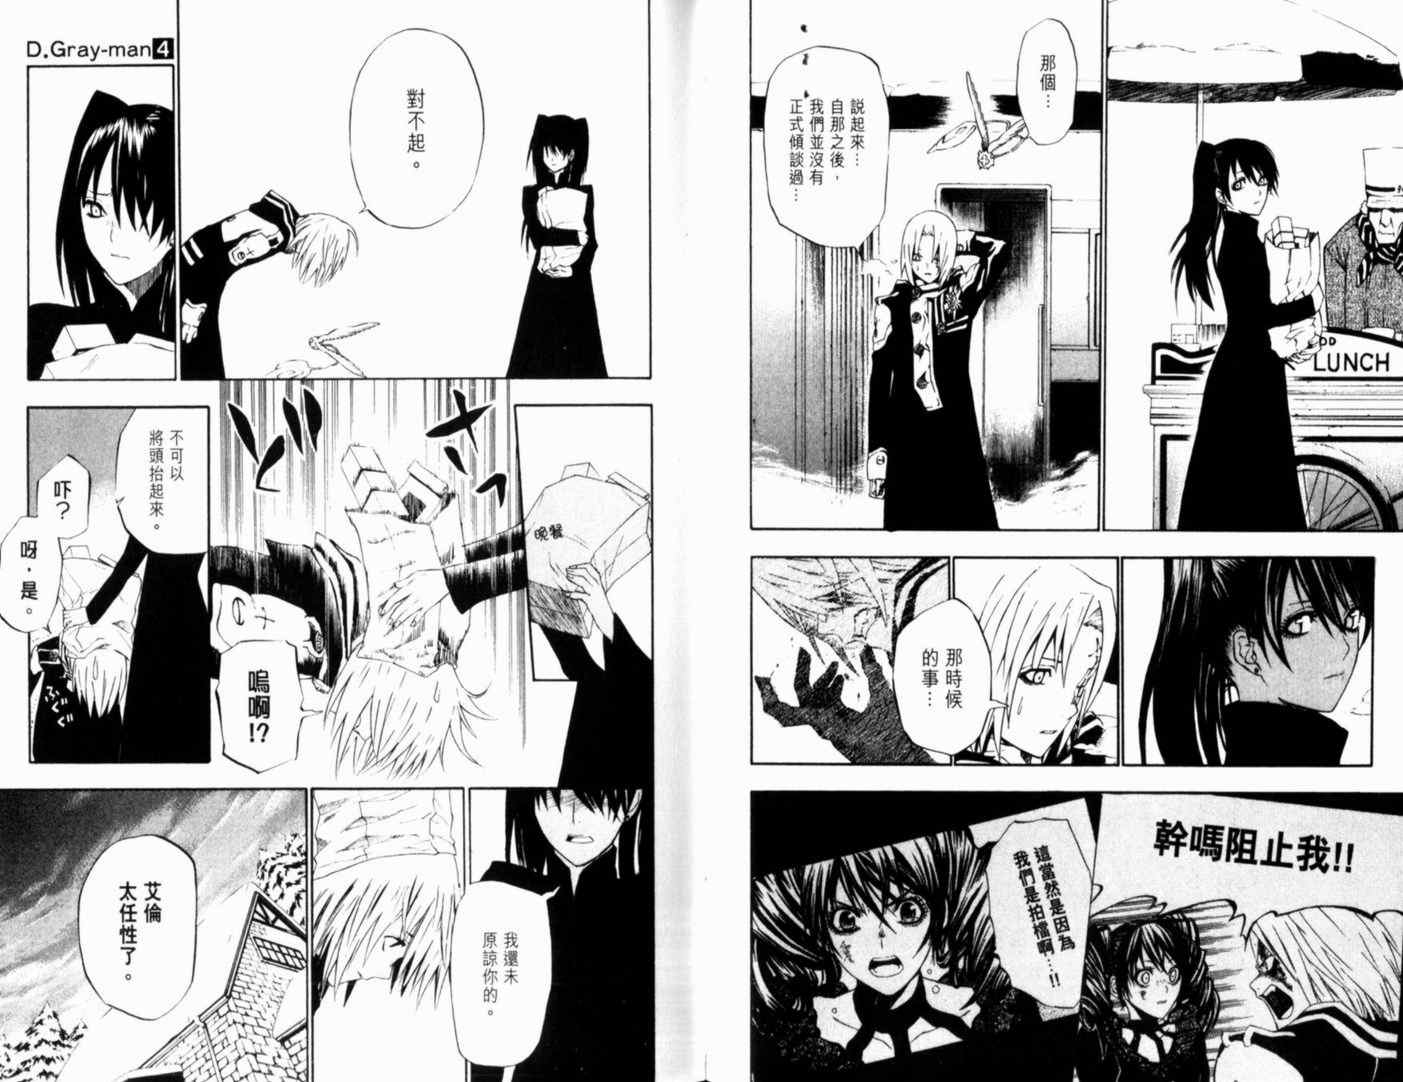 那個…
說起來…
自那之後，
我們並沒有
正式傾談過…
OD
LUNCH
那時候
的事…
幹嗎阻止我!!
這當然是因為
我們是拍檔啊…!!
D.Gray-man4
對不起。
晚餐
嗚啊!?
不可以
將頭抬起來。
吓?
呀，是。
我還未
原諒你的。
艾倫
太任性了。